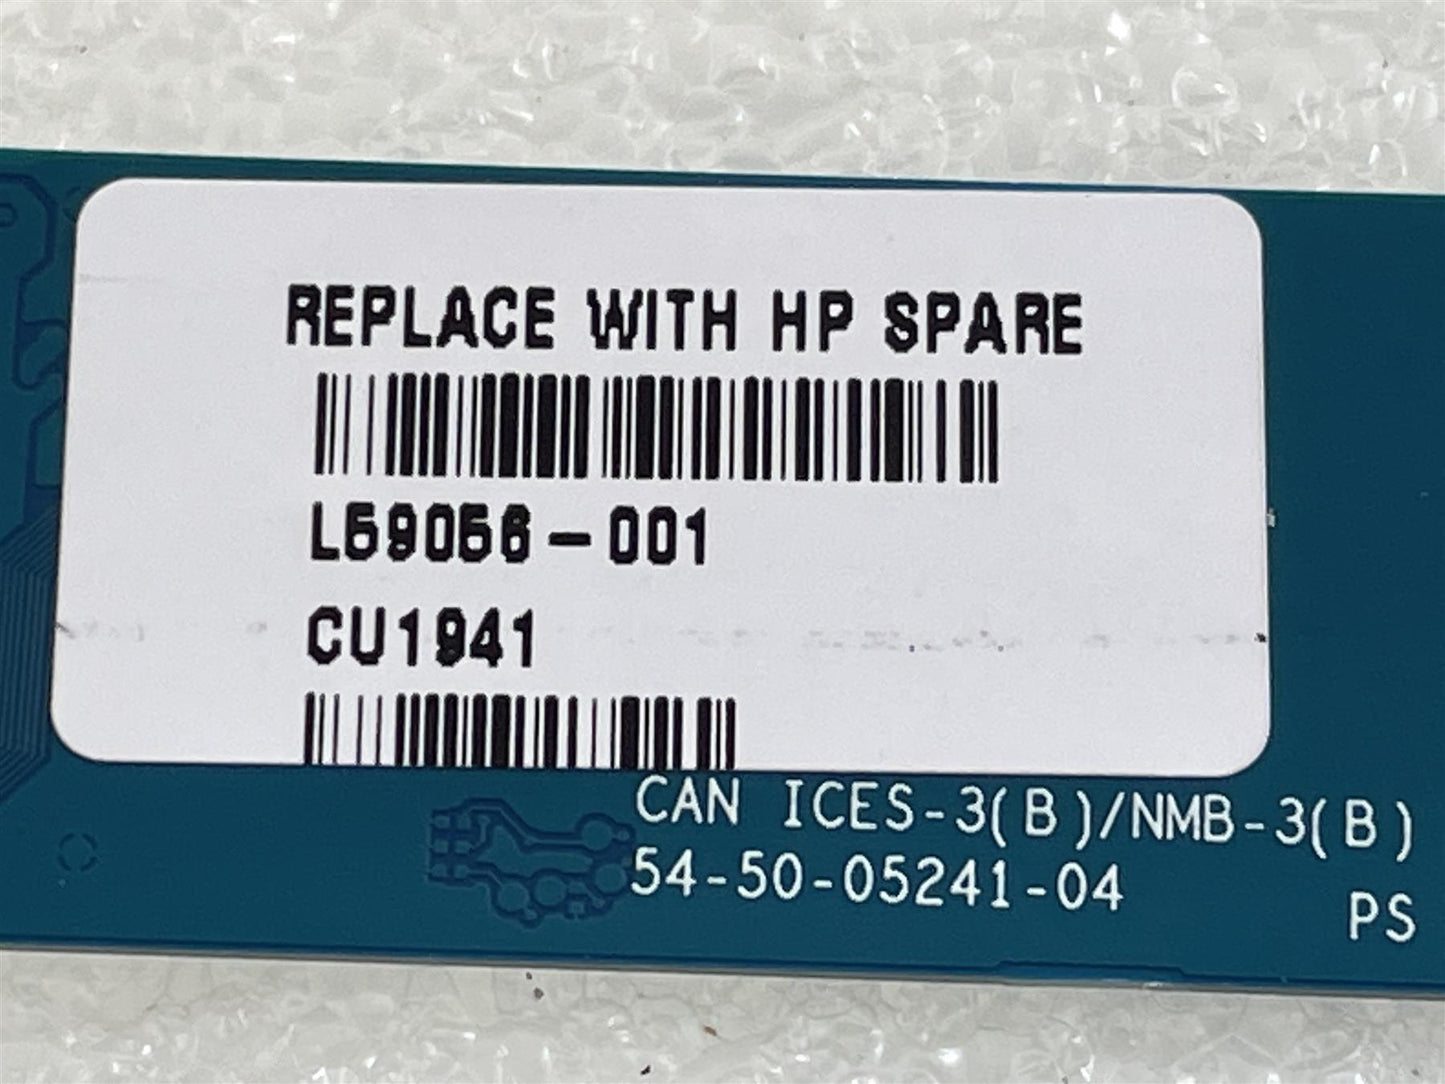 REPLACE WITH HP SPARE
L59056-001
CU1941
CAN ICES-3(B)/NMB-3(B)
54-50-05241-04
PS